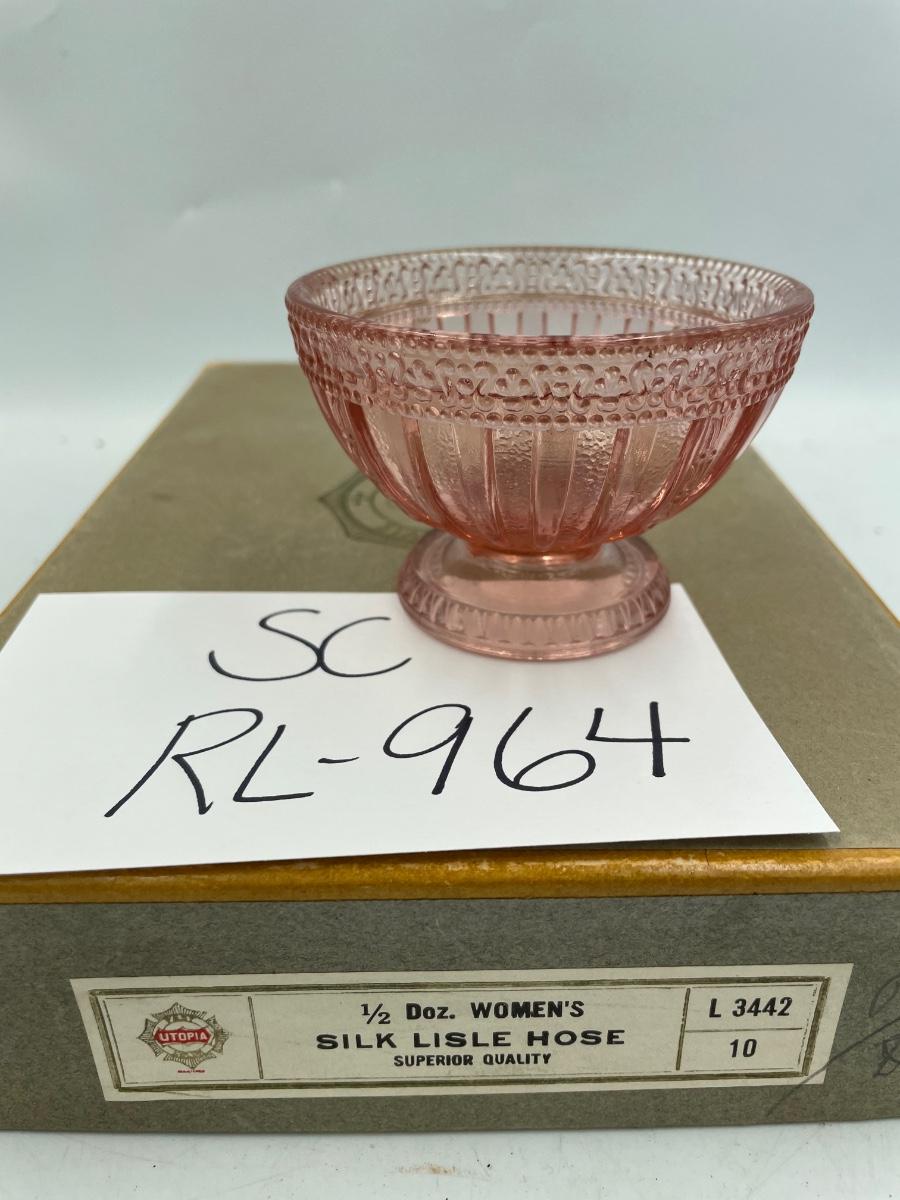 SC
RL-964
UTOPIA
½ Doz. WOMEN'S
SILK LISLE HOSE
SUPERIOR QUALITY
L 3442
10